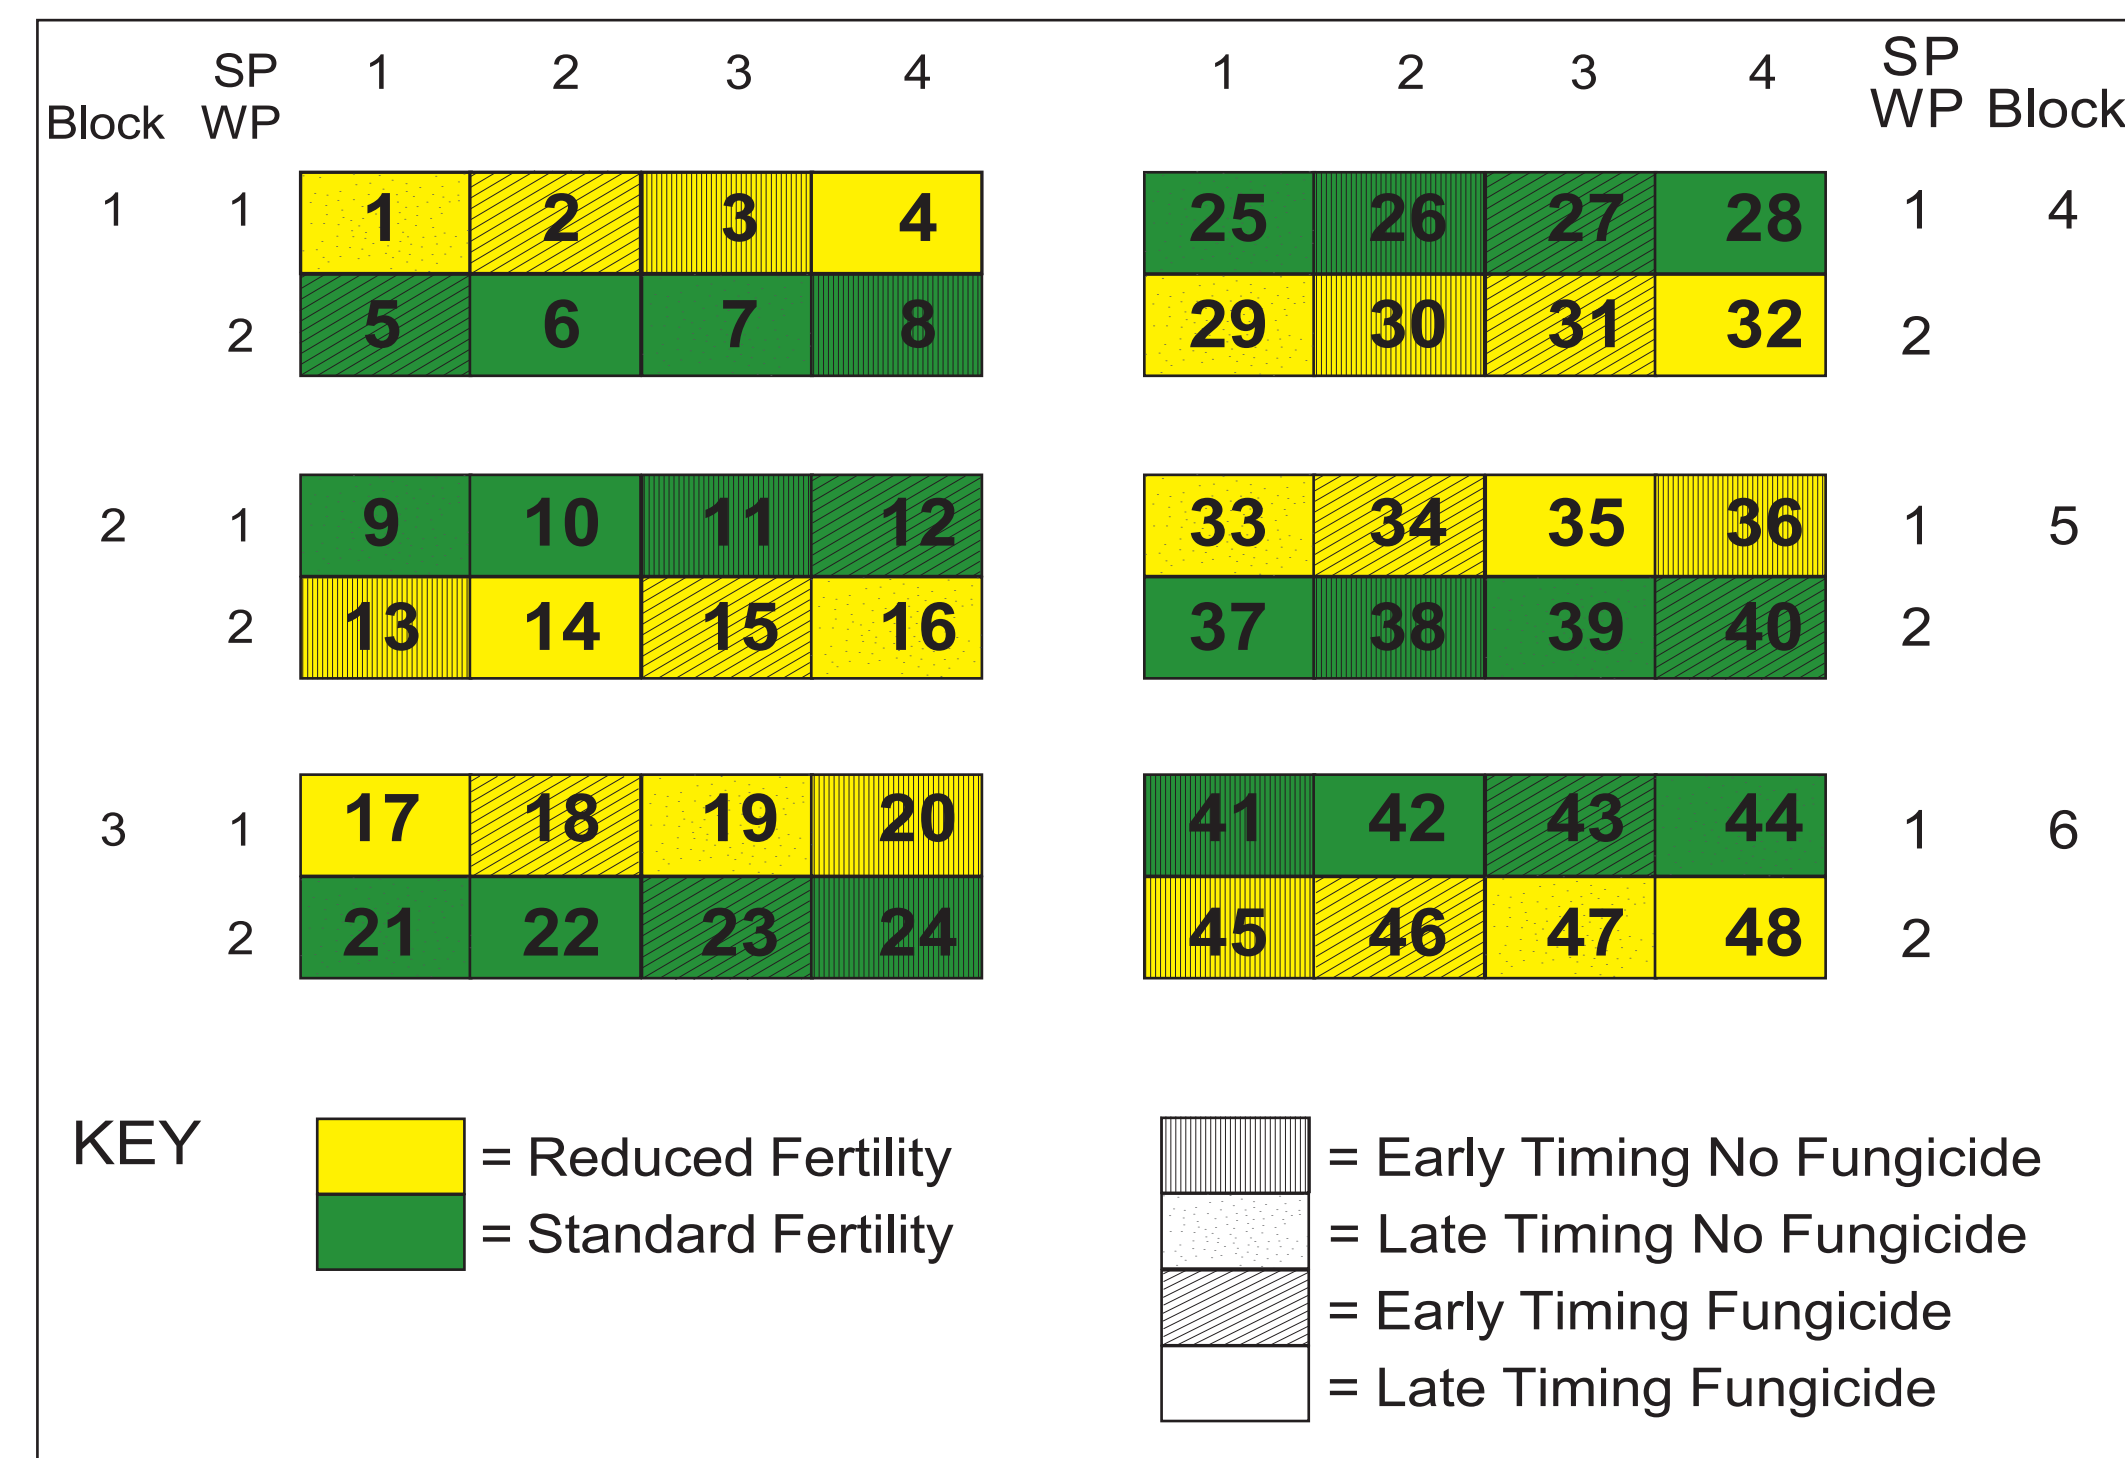 SP 1 2 3 4 1 2 3 4 SP
Block WP WP Block
1 1 1 2 3 4 25 26 27 28 1 4
2 5 6 7 8 29 30 31 32 2
2 1 9 10 11 12 33 34 35 36 1 5
2 13 14 15 16 37 38 39 40 2
3 1 17 18 19 20 41 42 43 44 1 6
2 21 22 23 24 45 46 47 48 2
KEY
= Reduced Fertility
= Standard Fertility
= Early Timing No Fungicide
= Late Timing No Fungicide
= Early Timing Fungicide
= Late Timing Fungicide